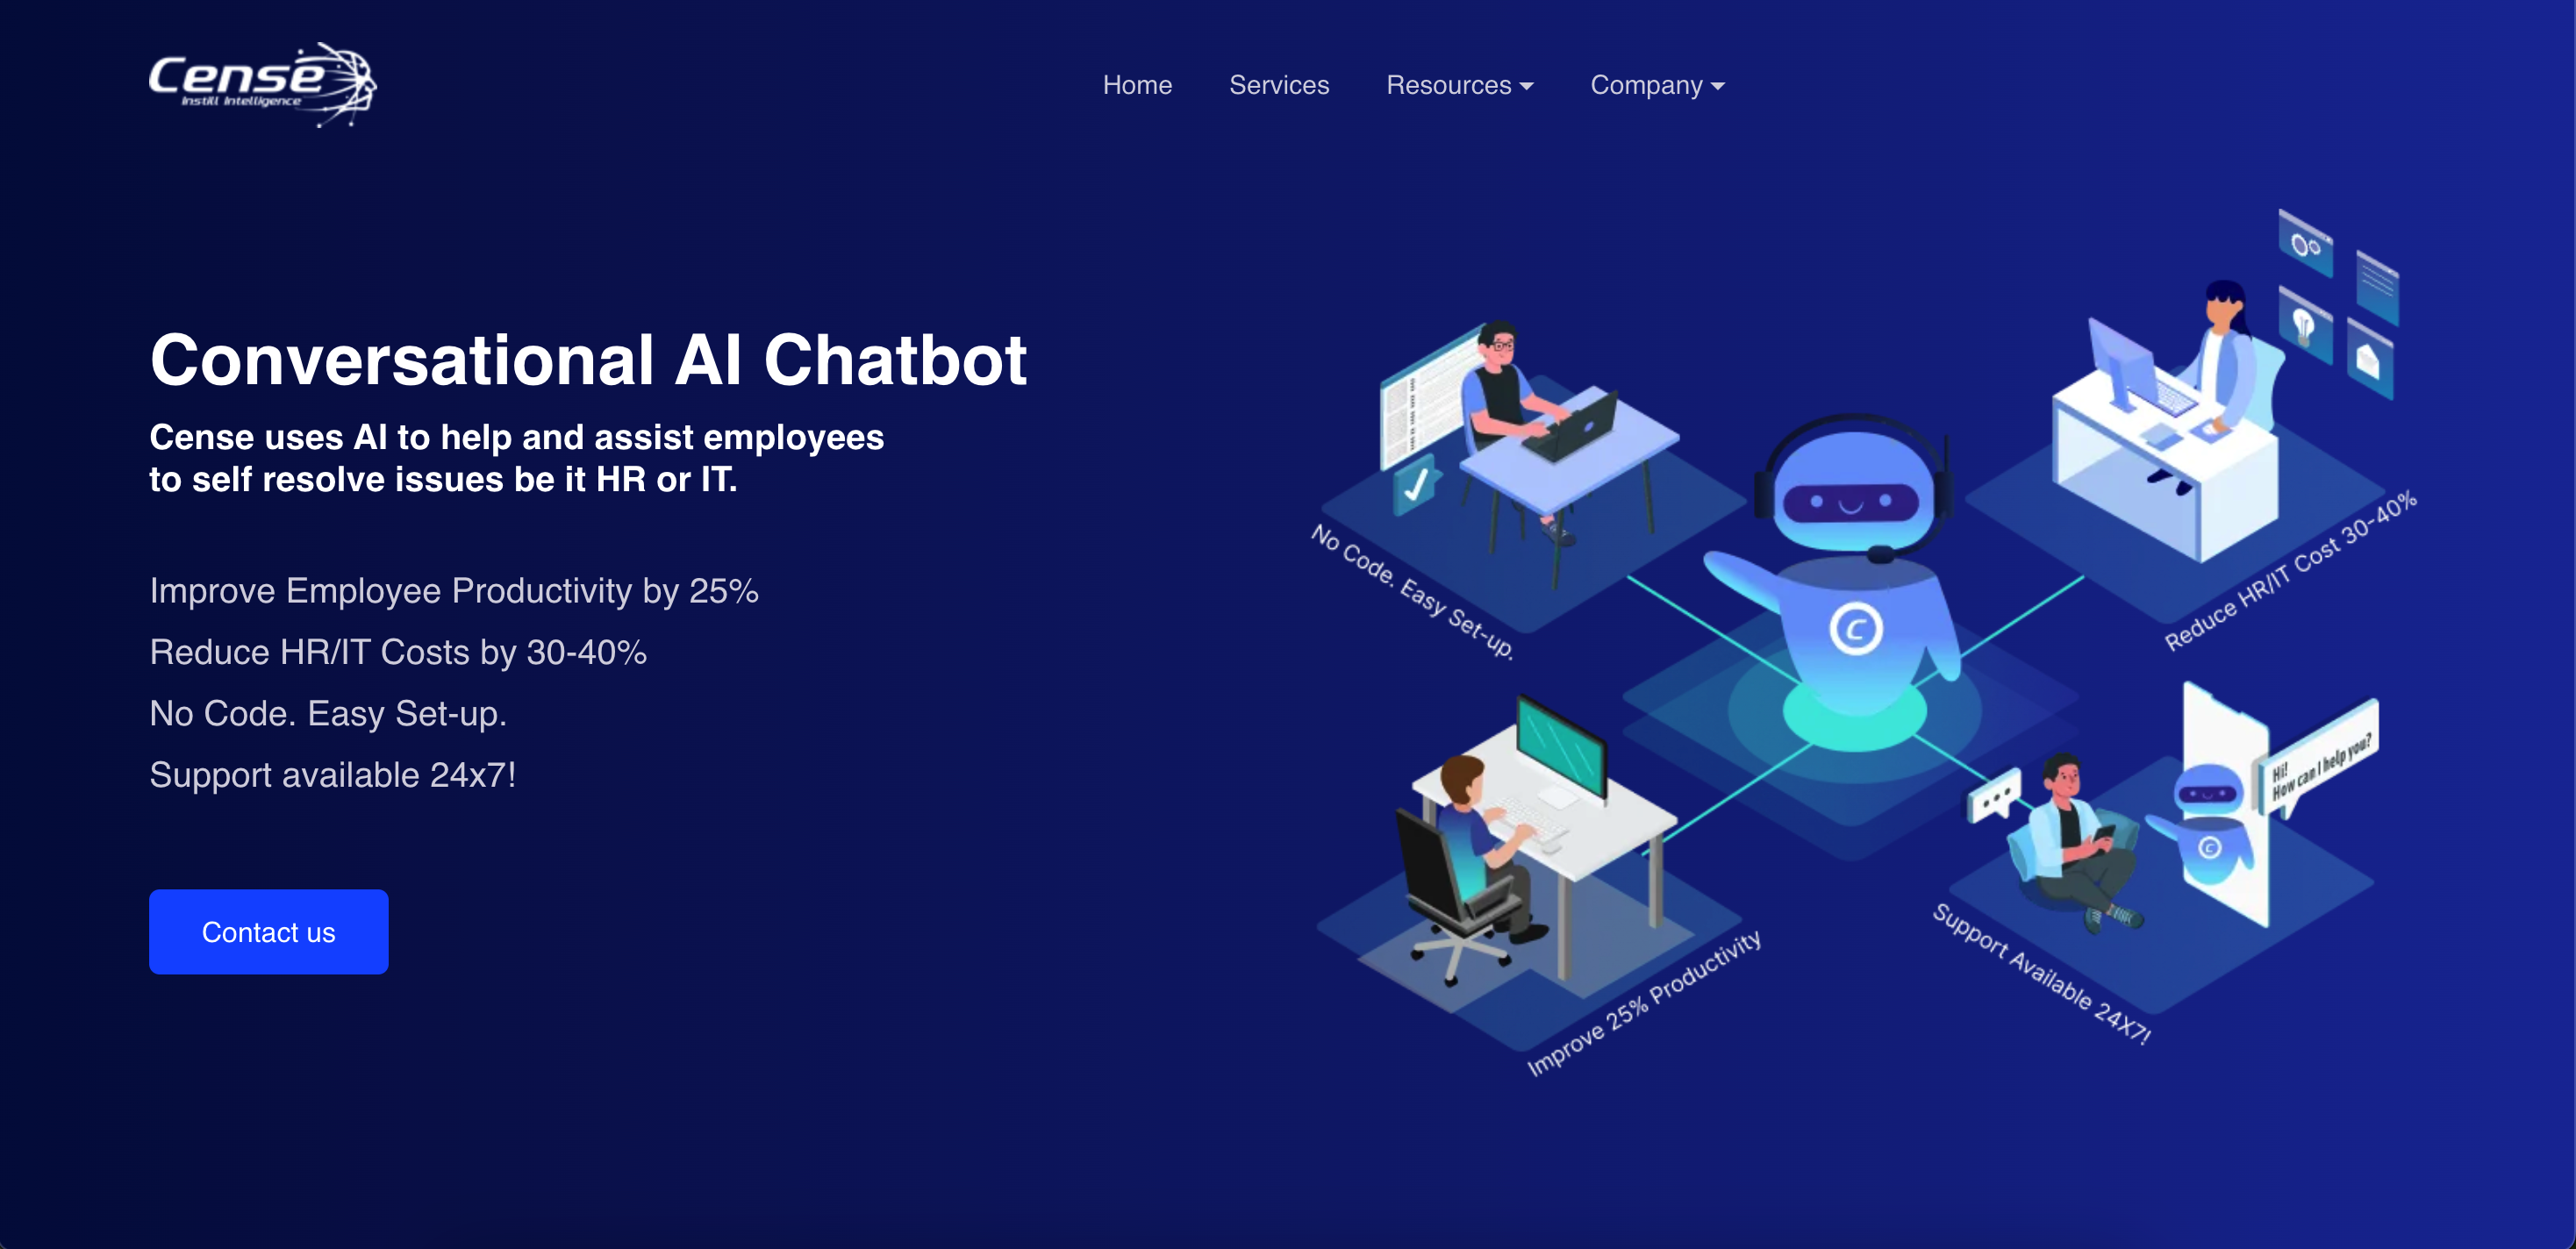 Cense
Instill Intelligence
Home
Services
Resources
Company
Conversational AI Chatbot
Cense uses AI to help and assist employees
to self resolve issues be it HR or IT.
Improve Employee Productivity by 25%
Reduce HR/IT Costs by 30-40%
No Code. Easy Set-up.
Support available 24x7!
Contact us
No Code. Easy Set-up.
Reduce HR/IT Cost 30-40%
C
Hi!
How can I help you?
C
Improve 25% Productivity
Support Available 24X7!